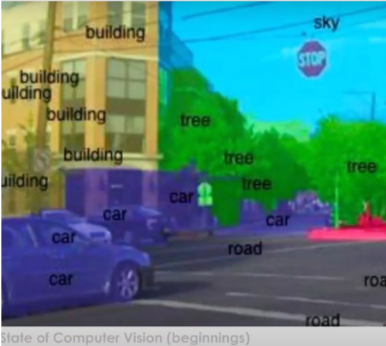 sky
building
STOP
building
uilding
building
tree
building
tree
tree
tree
uilding
car
car
car
car
road
car
roa
road
State of Computer Vision (beginnings)